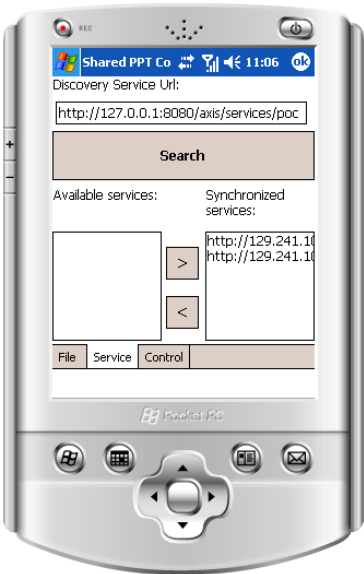 REC
Shared PPT Co 11:06 ok
Discovery Service Url:
http://127.0.0.1:8080/axis/services/poc
Search
Available services:
Synchronized
services:
http://129.241.10
http://129.241.10
>
<
File Service Control
Pocket PC
+
-